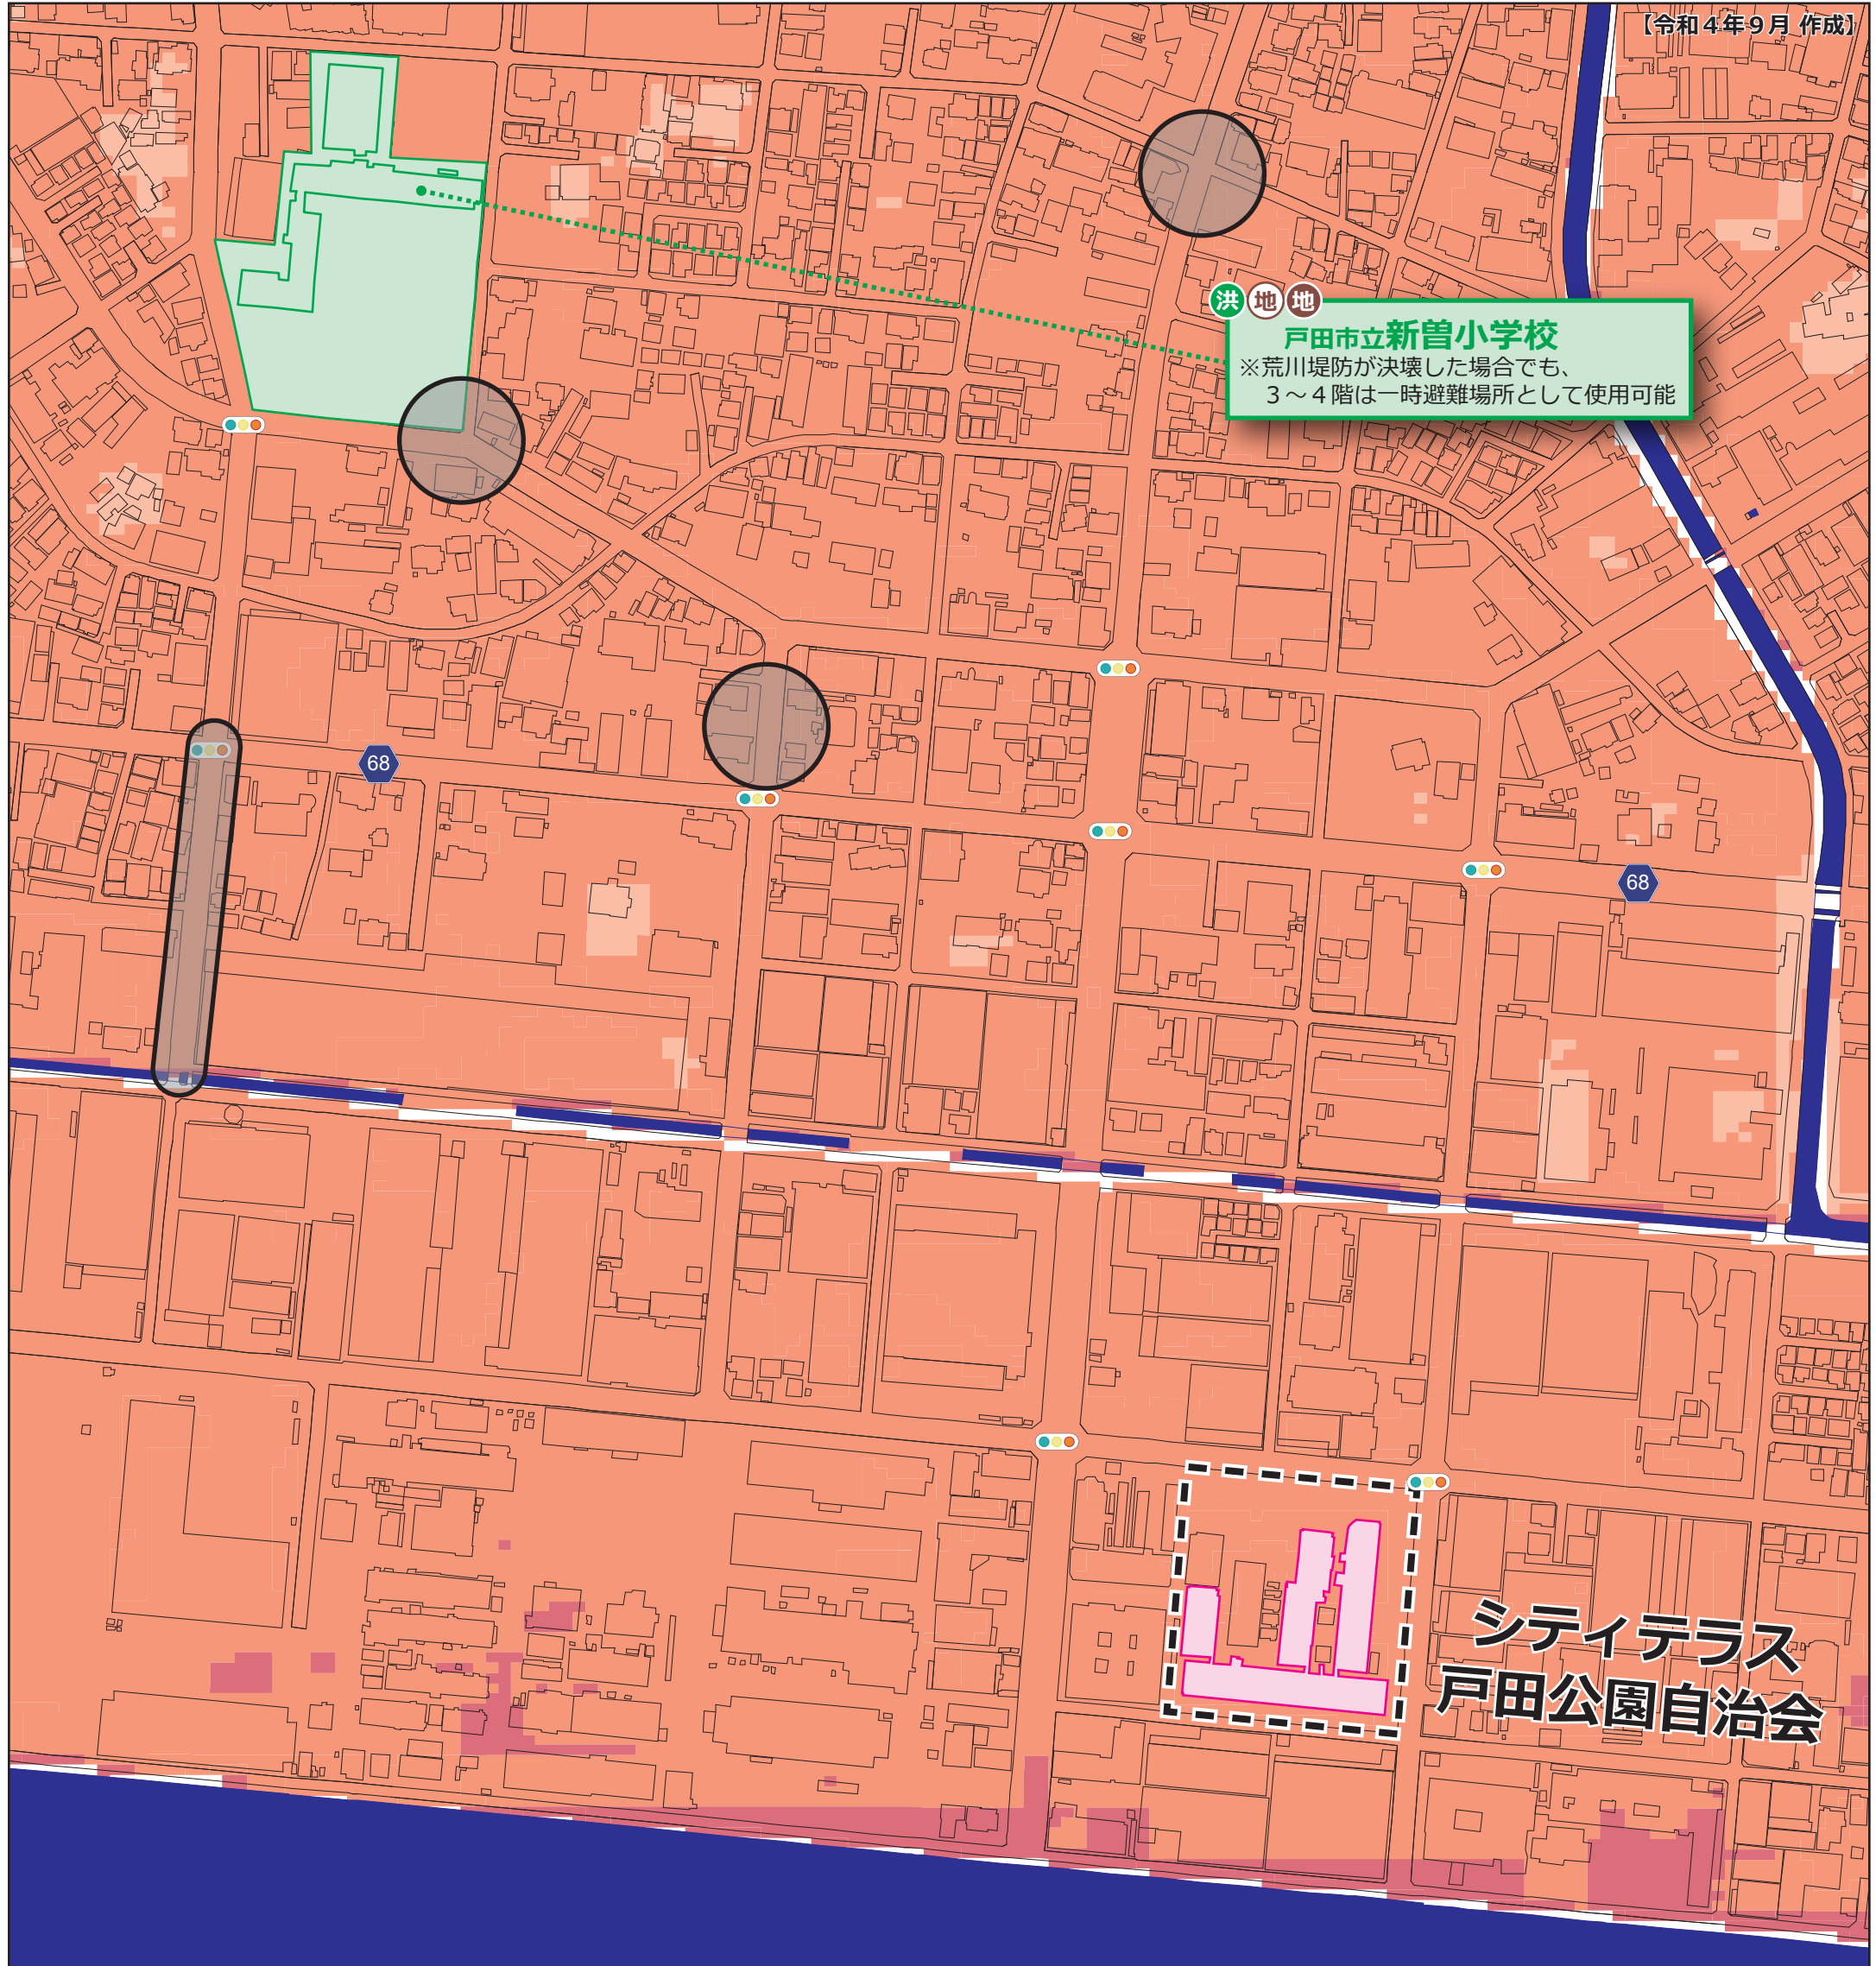 【令和4年9月 作成】
洪 地 地
戸田市立新曽小学校
※荒川堤防が決壊した場合でも、
3～4階は一時避難場所として使用可能
68
68
シティテラス
戸田公園自治会